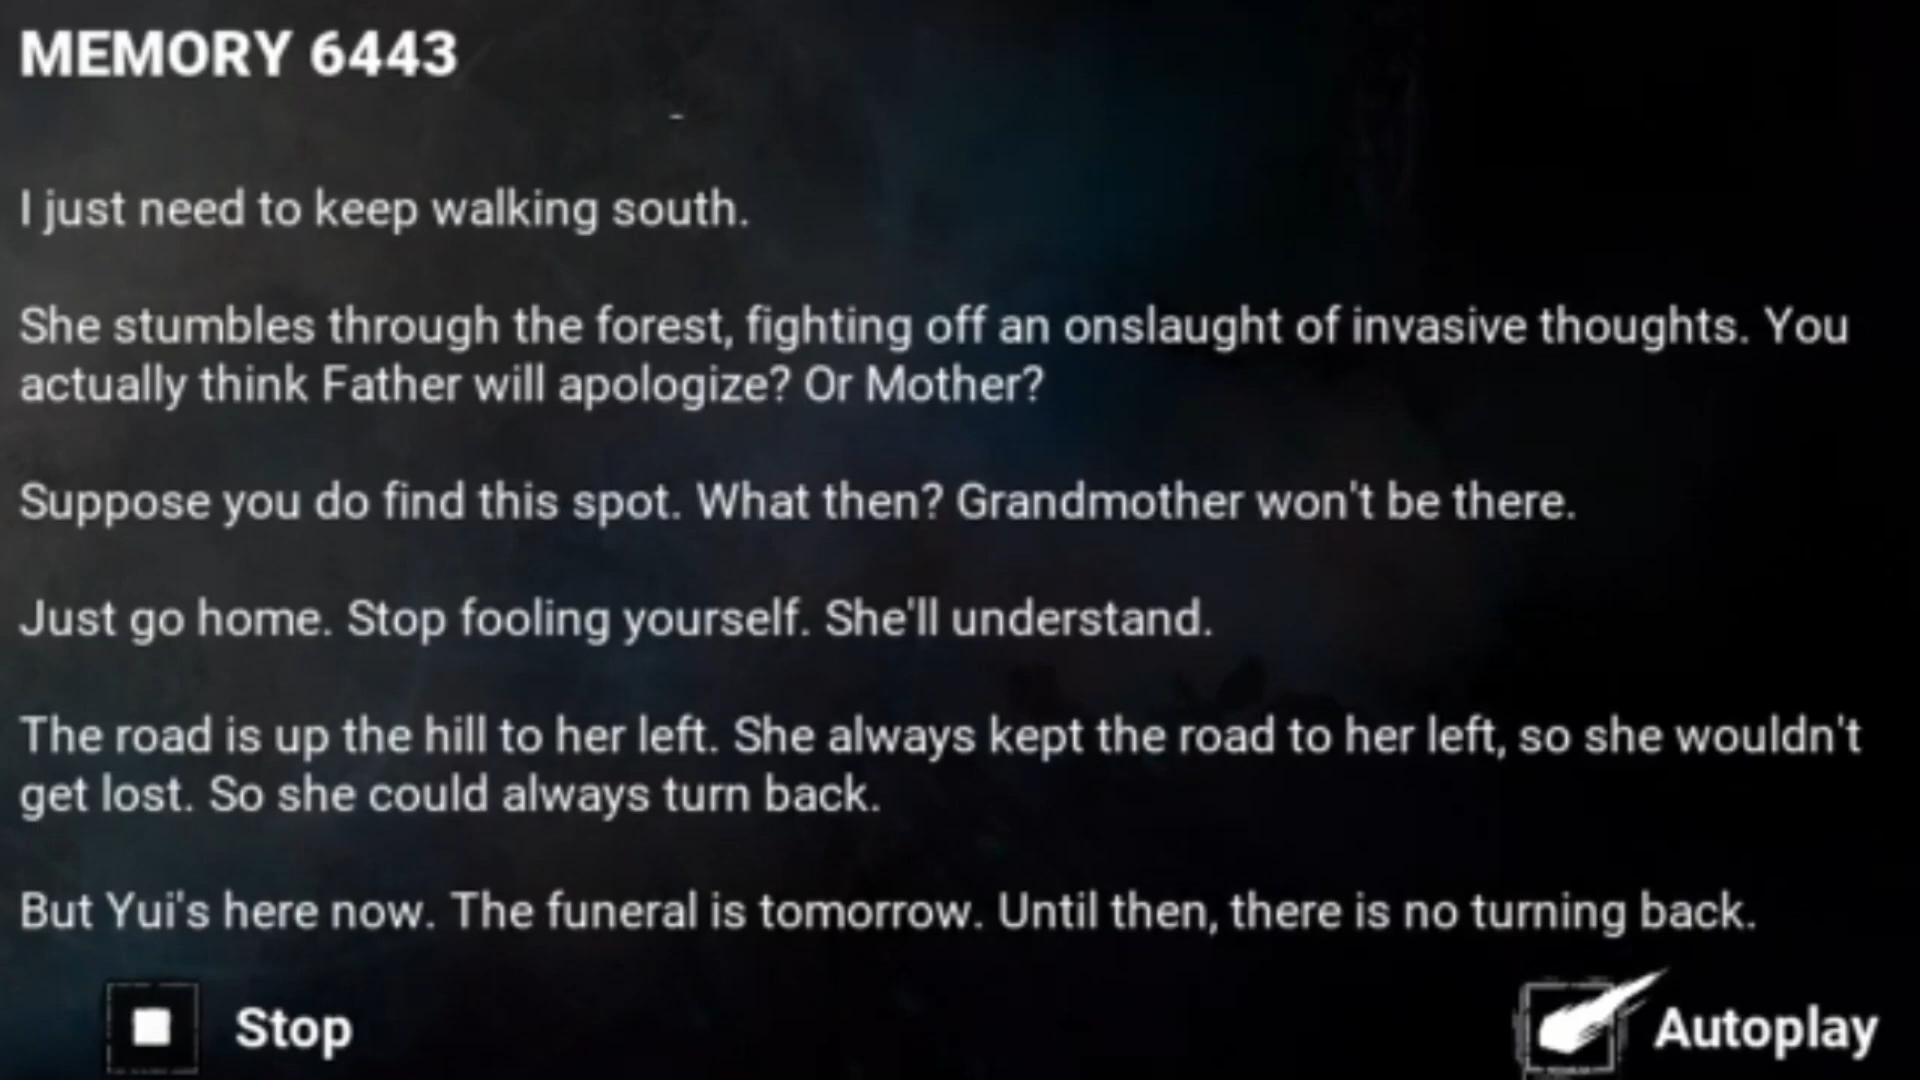 MEMORY 6443
I just need to keep walking south.
She stumbles through the forest, fighting off an onslaught of invasive thoughts. You
actually think Father will apologize? Or Mother?
Suppose you do find this spot. What then? Grandmother won't be there.
Just go home. Stop fooling yourself. She'll understand.
The road is up the hill to her left. She always kept the road to her left, so she wouldn't
get lost. So she could always turn back.
But Yui's here now. The funeral is tomorrow. Until then, there is no turning back.
Stop
Autoplay